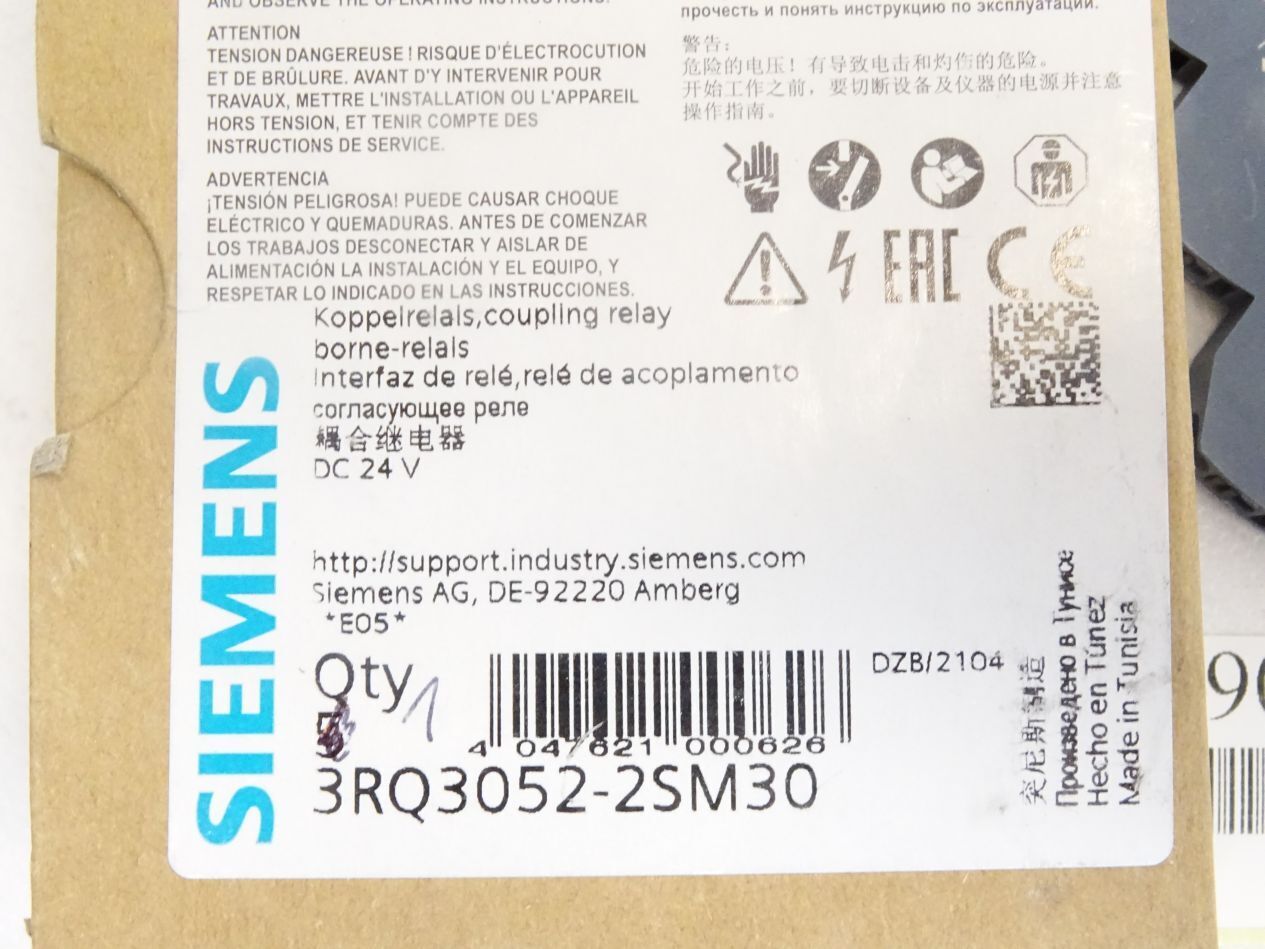 AND OBSERVE THE OPERATING INSTRUCTIONS.
ATTENTION
TENSION DANGEREUSE ! RISQUE D'ÉLECTROCUTION
ET DE BRÛLURE. AVANT D'Y INTERVENIR POUR
TRAVAUX, METTRE L'INSTALLATION OU L'APPAREIL
HORS TENSION, ET TENIR COMPTE DES
INSTRUCTIONS DE SERVICE.
ADVERTENCIA
¡TENSIÓN PELIGROSA! PUEDE CAUSAR CHOQUE
ELÉCTRICO Y QUEMADURAS. ANTES DE COMENZAR
LOS TRABAJOS DESCONECTAR Y AISLAR DE
ALIMENTACIÓN LA INSTALACIÓN Y EL EQUIPO, Y
RESPETAR LO INDICADO EN LAS INSTRUCCIONES.
прочесть и понять инструкцию по эксплуатации.
警告:
危险的电压! 有导致电击和灼伤的危险。
开始工作之前, 要切断设备及仪器的电源并注意
操作指南。
EAC CE
Koppelrelais,coupling relay
borne-relais
Interfaz de relé,relé de acoplamento
согласующее реле
耦合继电器
DC 24 V
SIEMENS
http://support.industry.siemens.com
Siemens AG, DE-92220 Amberg
*E05*
Qty
1
4 047621 000626
DZB/2104
3RQ3052-2SM30
突尼斯制造
Произведено в Тунисе
Hecho en Túnez
Made in Tunisia